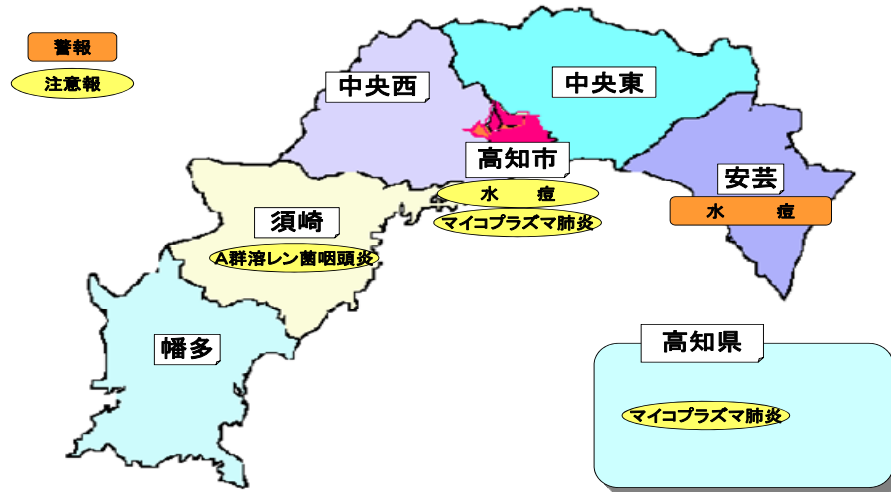 警報
注意報
中央西
中央東
高知市
水　　痘
マイコプラズマ肺炎
安芸
水　　痘
須崎
A群溶レン菌咽頭炎
幡多
高知県
マイコプラズマ肺炎